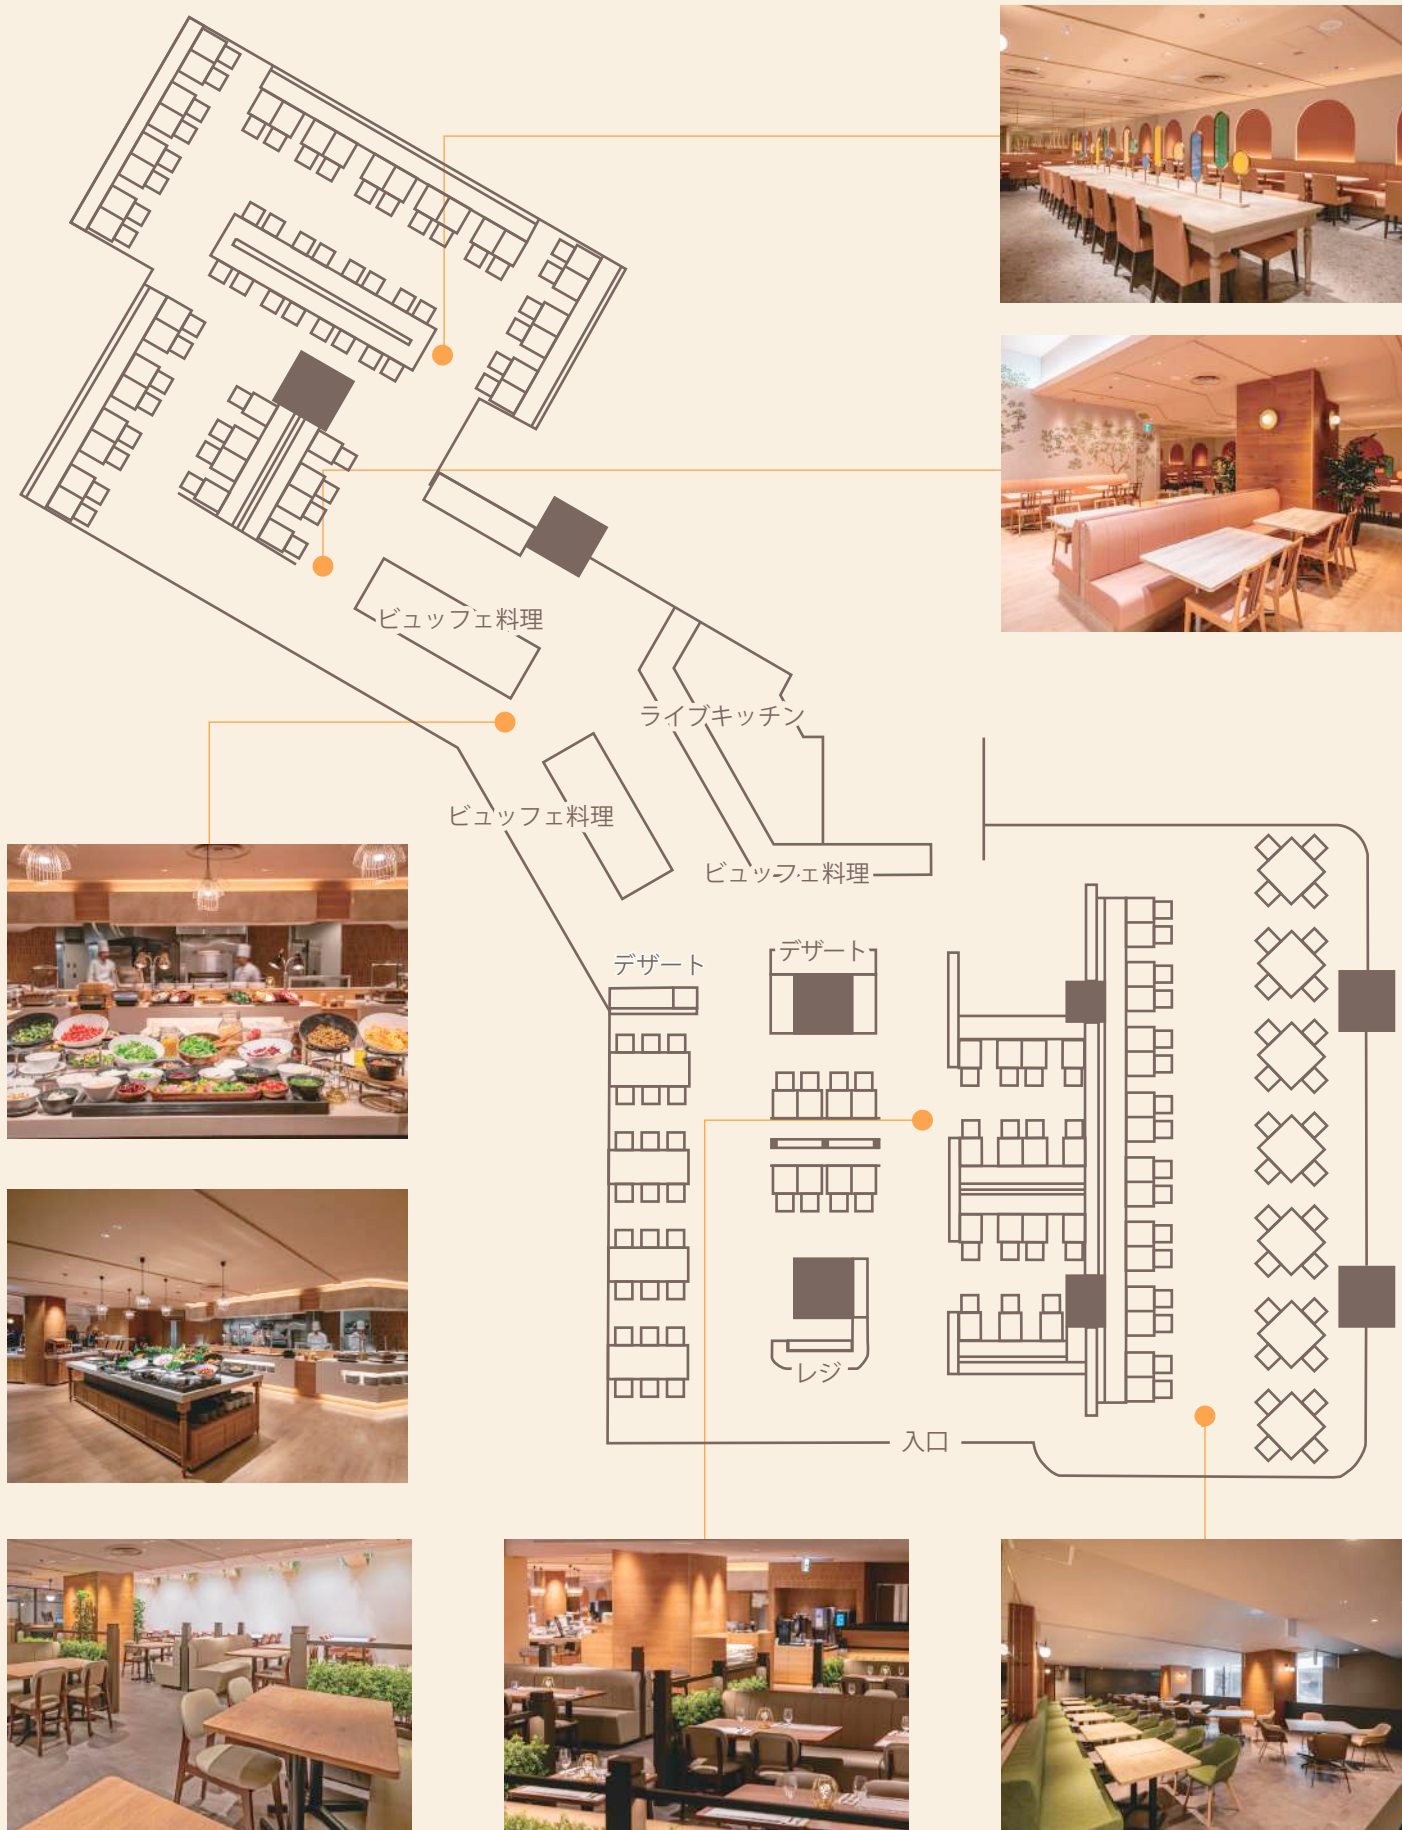 ビュッフェ料理
ライブキッチン
ビュッフェ料理
ビュッフェ料理
デザート
デザート
レジ
入口